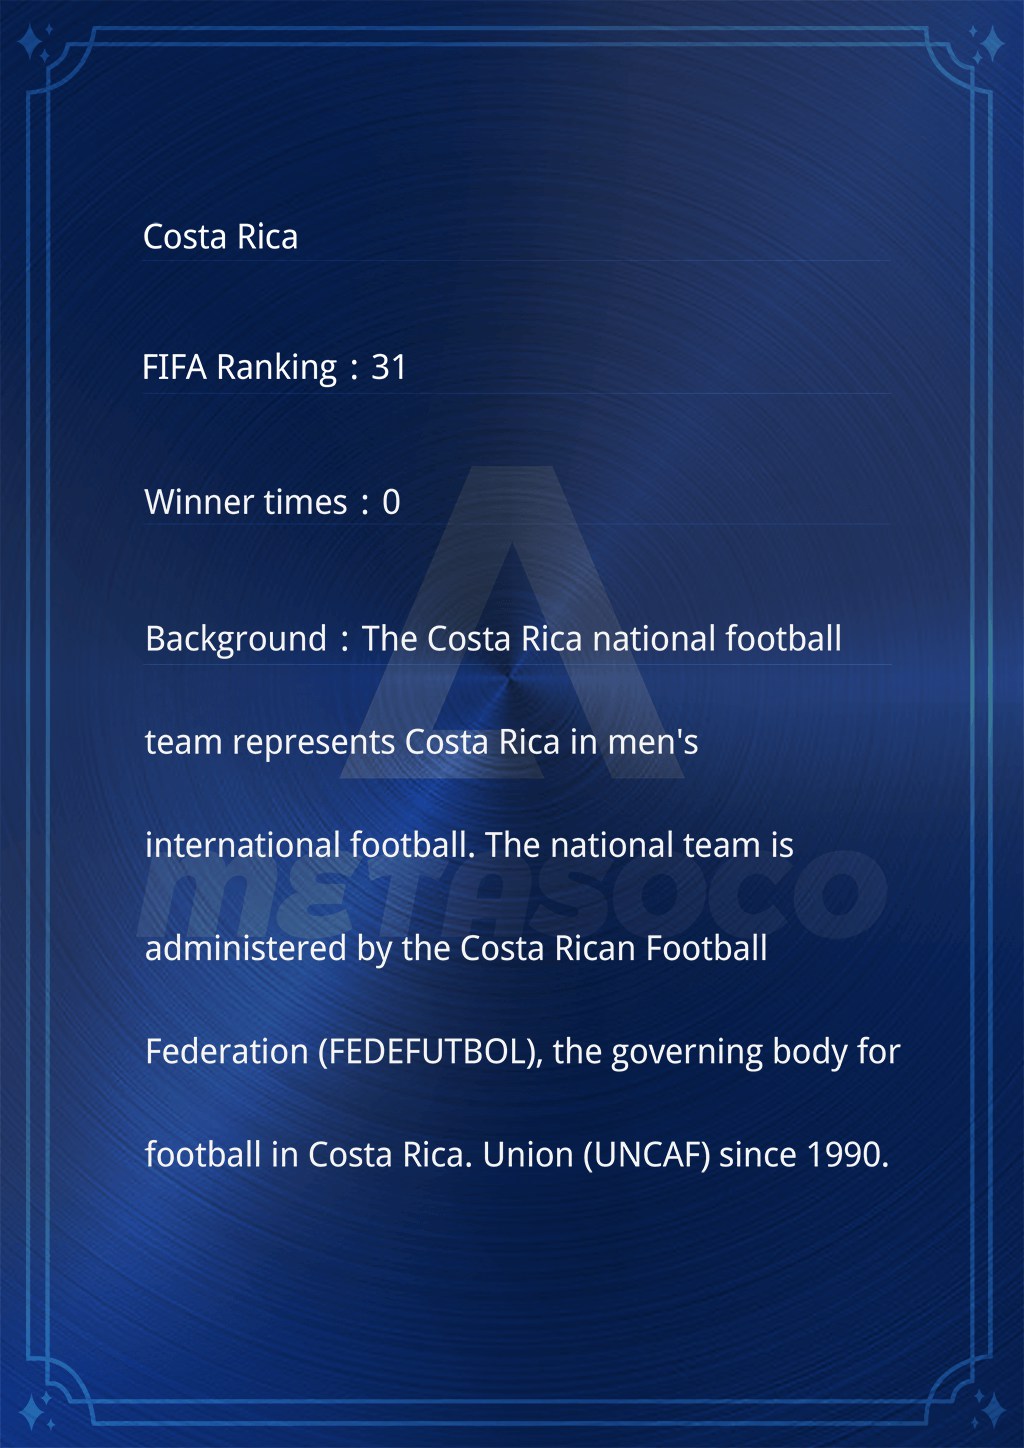 Costa Rica
FIFA Ranking : 31
Winner times : 0
Background : The Costa Rica national football
team represents Costa Rica in men's
international football. The national team is
METASOCO
administered by the Costa Rican Football
Federation (FEDEFUTBOL), the governing body for
football in Costa Rica. Union (UNCAF) since 1990.